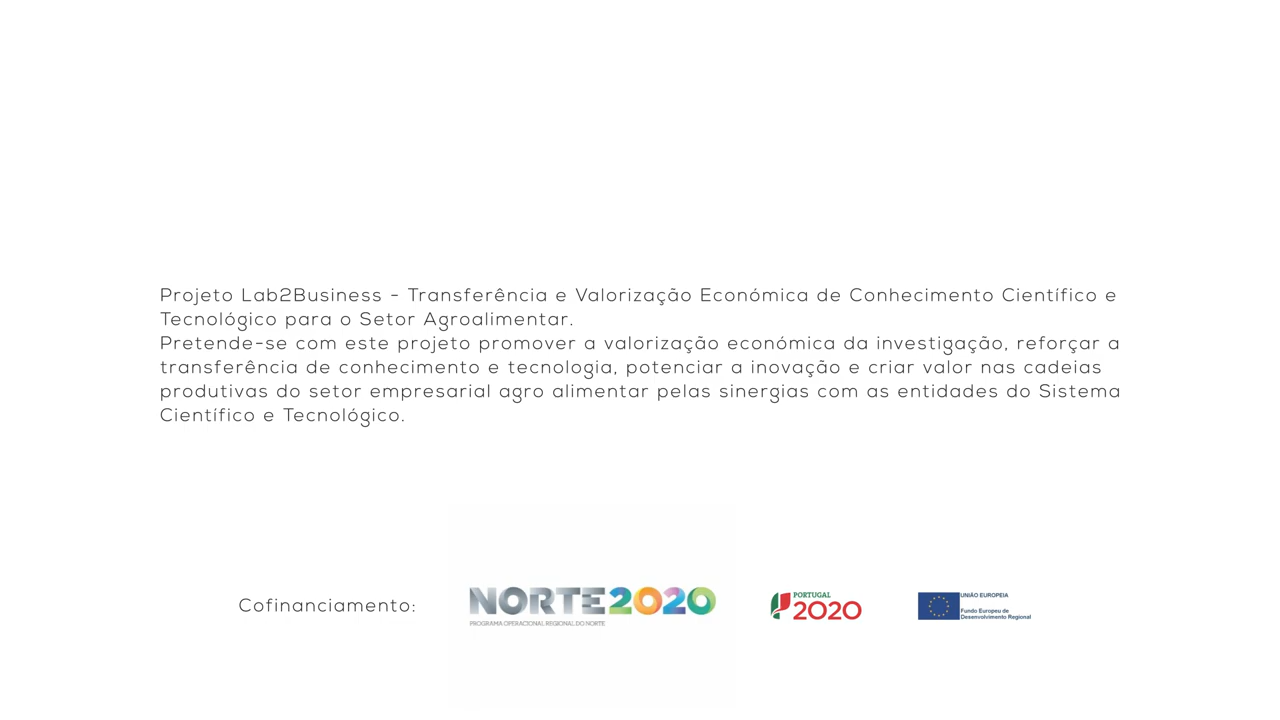 Projeto Lab2Business - Transferência e Valorização Económica de Conhecimento Científico e
Tecnológico para o Setor Agroalimentar.
Pretende-se com este projeto promover a valorização económica da investigação, reforçar a
transferência de conhecimento e tecnologia, potenciar a inovação e criar valor nas cadeias
produtivas do setor empresarial agro alimentar pelas sinergias com as entidades do Sistema
Científico e Tecnológico.
Cofinanciamento:
NORTE2020
PROGRAMA OPERACIONAL REGIONAL DO NORTE
PORTUGAL
2020
UNIÃO EUROPEIA
Fundo Europeu de
Desenvolvimento Regional